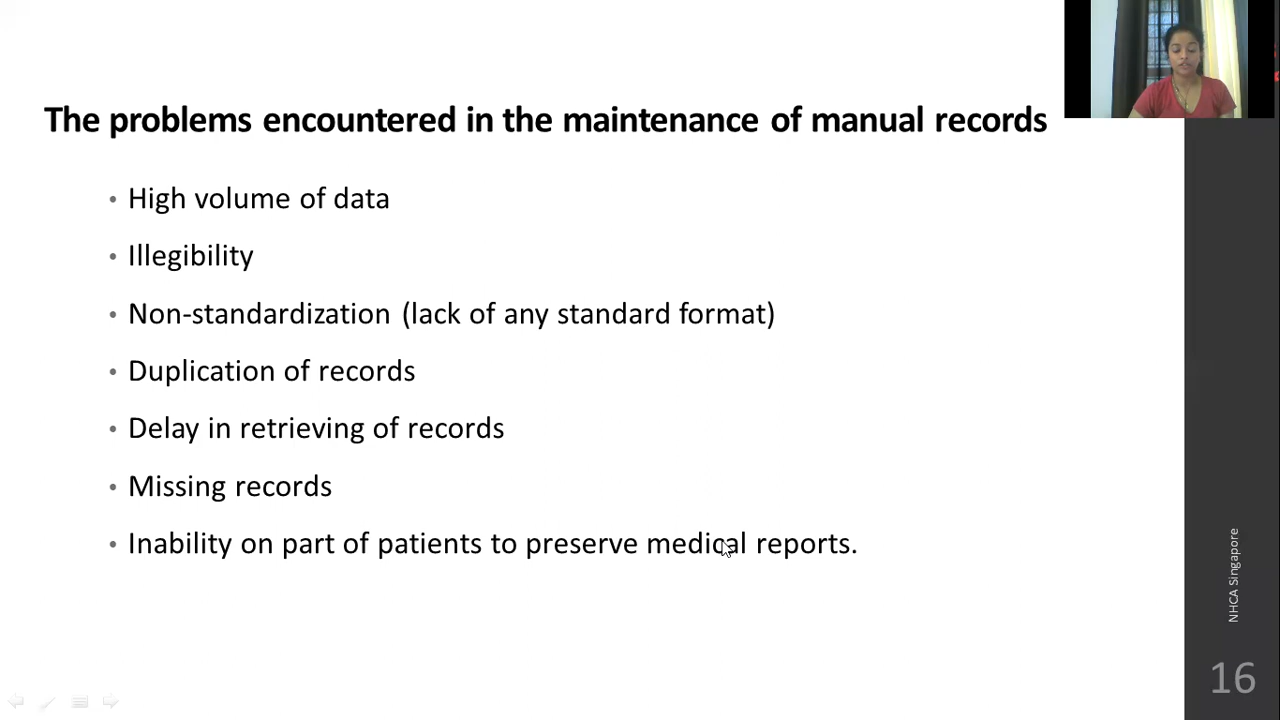 The problems encountered in the maintenance of manual records
• High volume of data
• Illegibility
• Non-standardization (lack of any standard format)
• Duplication of records
• Delay in retrieving of records
• Missing records
• Inability on part of patients to preserve medical reports.
NHCA Singapore
16